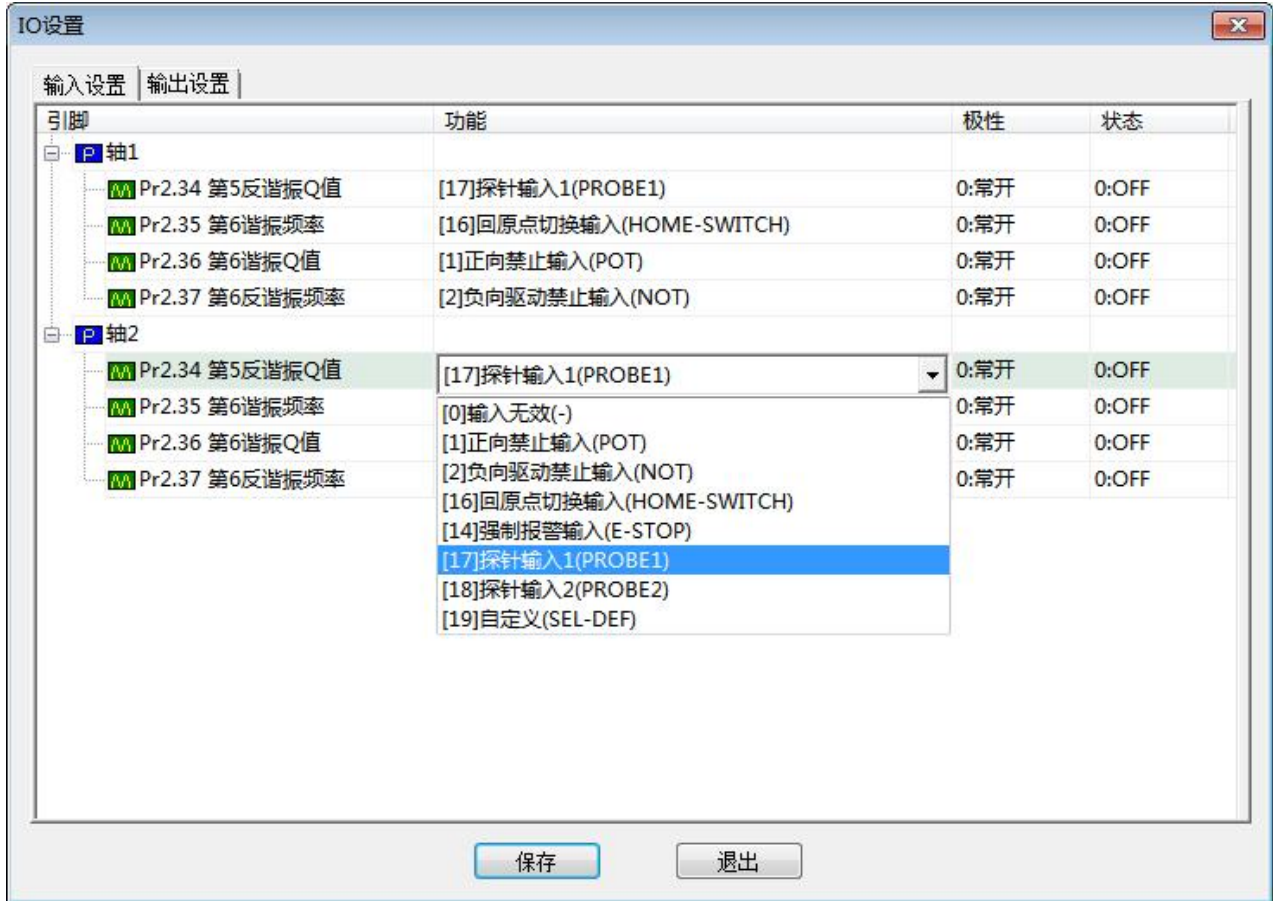 IO设置
输入设置 输出设置
引脚 功能 极性 状态
P 轴1
Pr2.34 第5反谐振Q值 [17]探针输入1(PROBE1) 0:常开 0:OFF
Pr2.35 第6谐振频率 [16]回原点切换输入(HOME-SWITCH) 0:常开 0:OFF
Pr2.36 第6谐振Q值 [1]正向禁止输入(POT) 0:常开 0:OFF
Pr2.37 第6反谐振频率 [2]负向驱动禁止输入(NOT) 0:常开 0:OFF
P 轴2
Pr2.34 第5反谐振Q值 [17]探针输入1(PROBE1) 0:常开 0:OFF
Pr2.35 第6谐振频率 0:常开 0:OFF
Pr2.36 第6谐振Q值 0:常开 0:OFF
Pr2.37 第6反谐振频率 0:常开 0:OFF
[0]输入无效(-)
[1]正向禁止输入(POT)
[2]负向驱动禁止输入(NOT)
[16]回原点切换输入(HOME-SWITCH)
[14]强制报警输入(E-STOP)
[17]探针输入1(PROBE1)
[18]探针输入2(PROBE2)
[19]自定义(SEL-DEF)
保存 退出